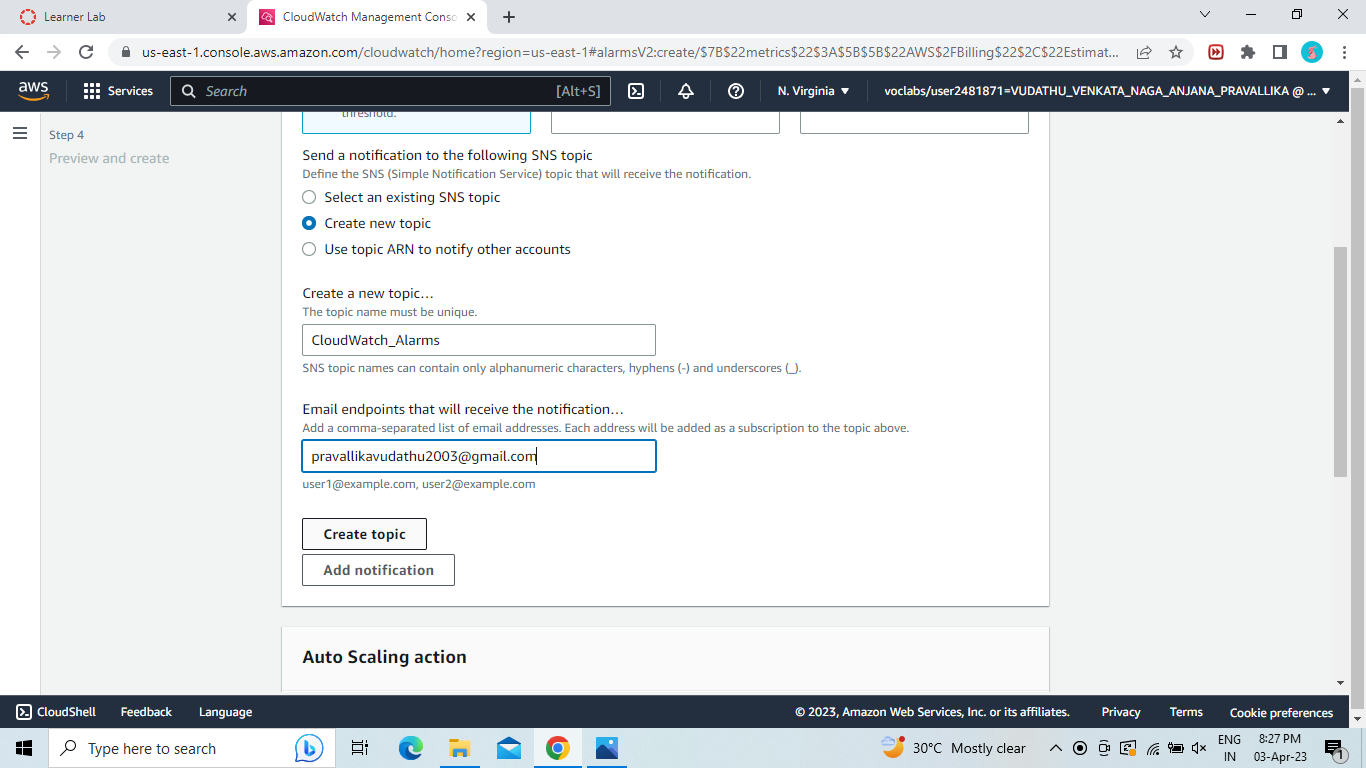 Learner Lab
CloudWatch Management Conso
us-east-1.console.aws.amazon.com/cloudwatch/home?region=us-east-1#alarmsV2:create/$7B$22metrics$22$3A$5B$5B$22AWS$2FBilling$22$2C$22Estimat...
aws
Services
Search
[Alt+S]
N. Virginia
voclabs/user2481871=VUDATHU_VENKATA_NAGA_ANJANA_PRAVALLIKA @ ...
Step 4
Preview and create
threshold.
Send a notification to the following SNS topic
Define the SNS (Simple Notification Service) topic that will receive the notification.
Select an existing SNS topic
Create new topic
Use topic ARN to notify other accounts
Create a new topic...
The topic name must be unique.
CloudWatch_Alarms
SNS topic names can contain only alphanumeric characters, hyphens (-) and underscores (_).
Email endpoints that will receive the notification...
Add a comma-separated list of email addresses. Each address will be added as a subscription to the topic above.
pravallikavudathu2003@gmail.com
user1@example.com, user2@example.com
Create topic
Add notification
Auto Scaling action
CloudShell
Feedback
Language
© 2023, Amazon Web Services, Inc. or its affiliates.
Privacy
Terms
Cookie preferences
Type here to search
30°C Mostly clear
ENG
IN
8:27 PM
03-Apr-23
1